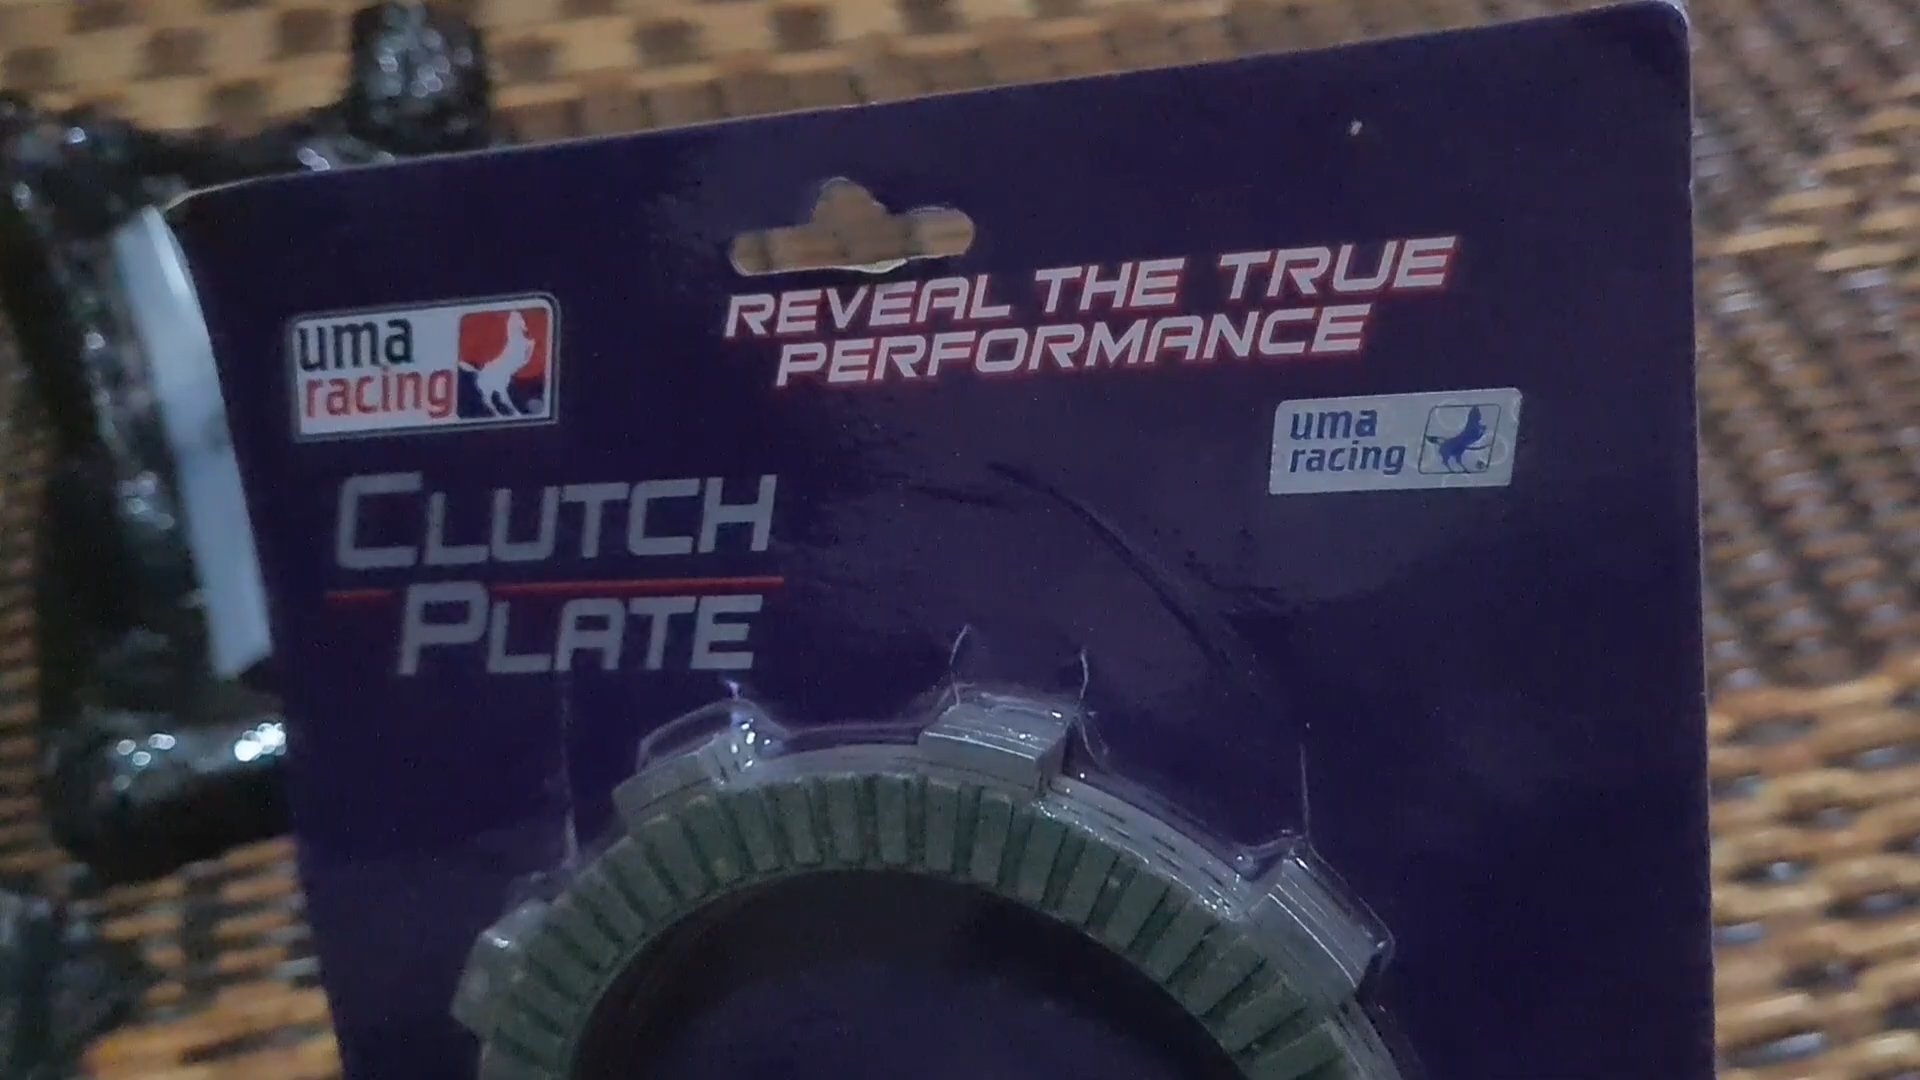 uma
racing
REVEAL THE TRUE
PERFORMANCE
uma
racing
CLUTCH
PLATE